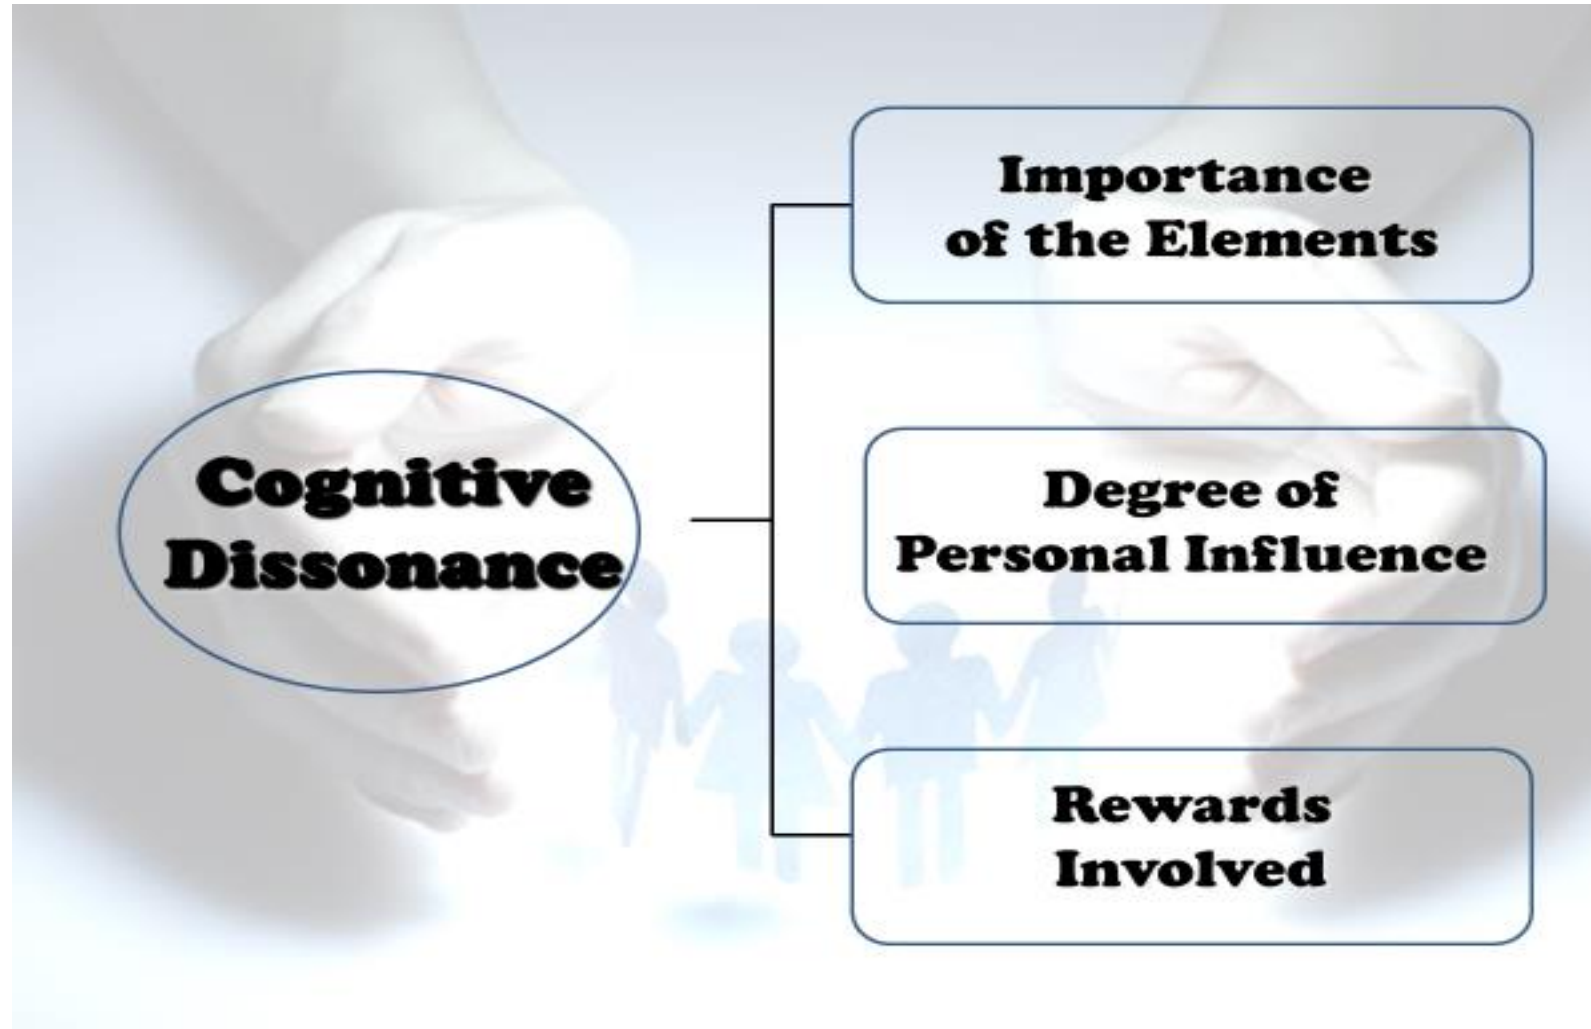 Cognitive
Dissonance
Importance
of the Elements
Degree of
Personal Influence
Rewards
Involved